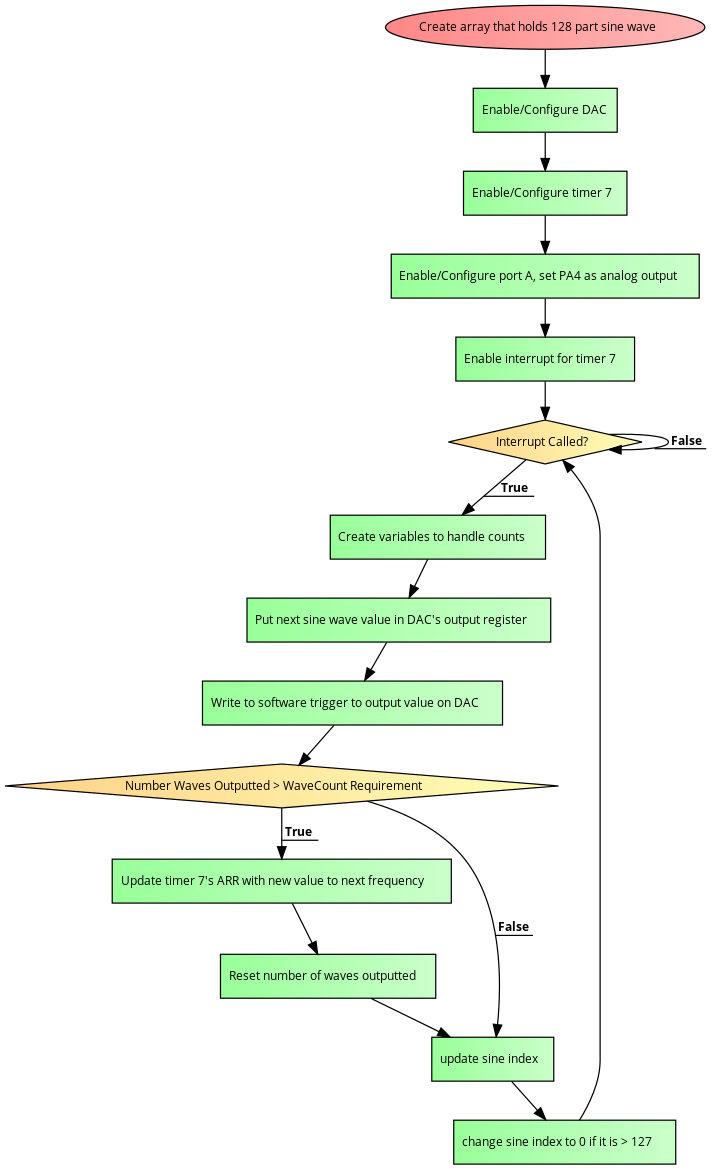 Create array that holds 128 part sine wave
Enable/Configure DAC
Enable/Configure timer 7
Enable/Configure port A, set PA4 as analog output
Enable interrupt for timer 7
Interrupt Called?
False
True
Create variables to handle counts
Put next sine wave value in DAC's output register
Write to software trigger to output value on DAC
Number Waves Outputted > WaveCount Requirement
True
Update timer 7's ARR with new value to next frequency
False
Reset number of waves outputted
update sine index
change sine index to 0 if it is > 127